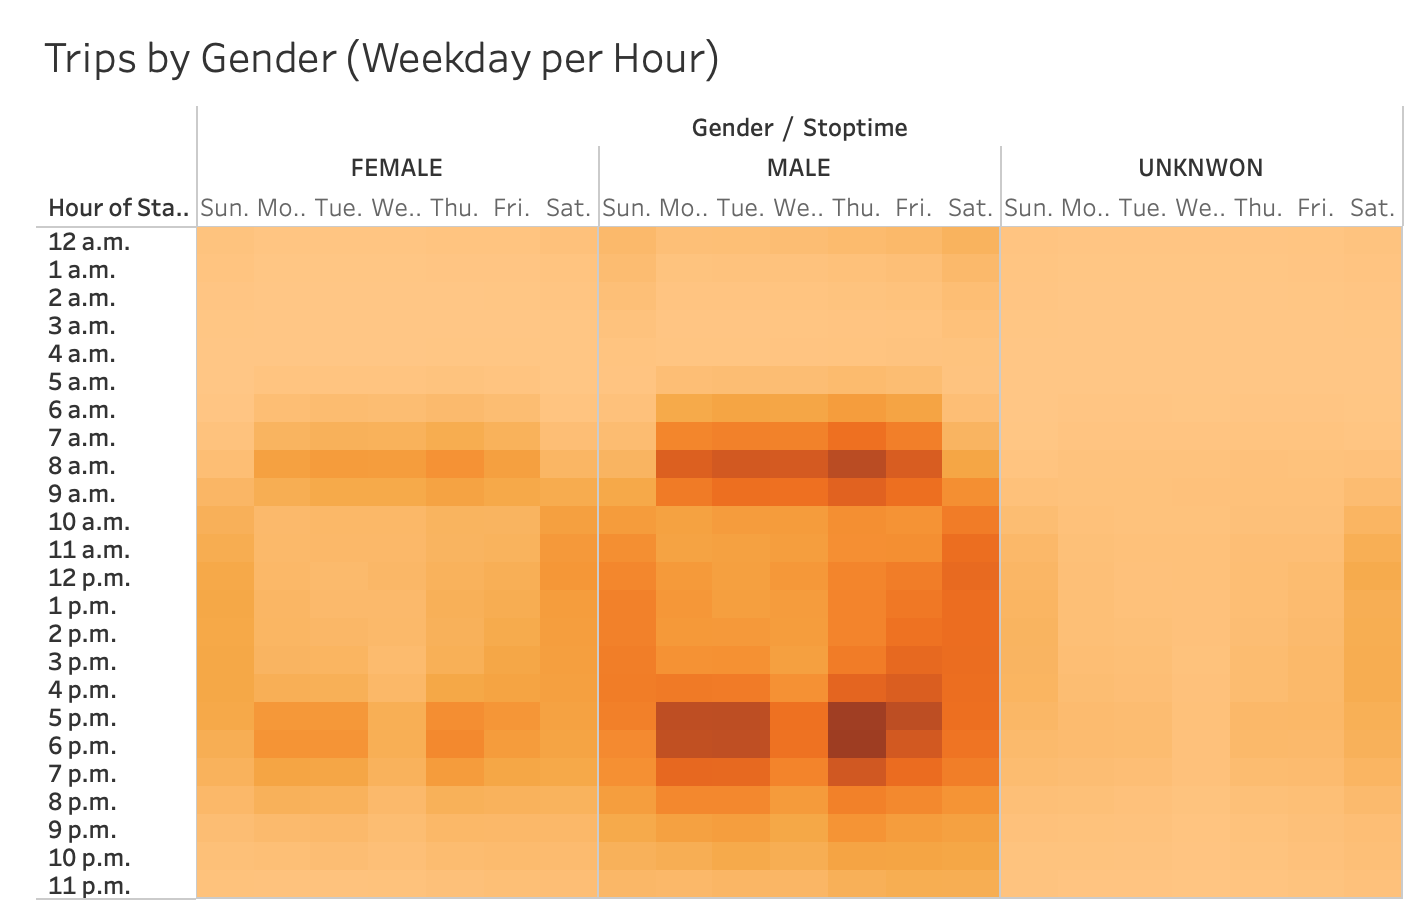 Trips by Gender (Weekday per Hour)
Gender / Stoptime
FEMALE MALE UNKNWON
Hour of Sta.. Sun. Mo.. Tue. We.. Thu. Fri. Sat. Sun. Mo.. Tue. We.. Thu. Fri. Sat. Sun. Mo.. Tue. We.. Thu. Fri. Sat.
12 a.m.
1 a.m.
2 a.m.
3 a.m.
4 a.m.
5 a.m.
6 a.m.
7 a.m.
8 a.m.
9 a.m.
10 a.m.
11 a.m.
12 p.m.
1 p.m.
2 p.m.
3 p.m.
4 p.m.
5 p.m.
6 p.m.
7 p.m.
8 p.m.
9 p.m.
10 p.m.
11 p.m.